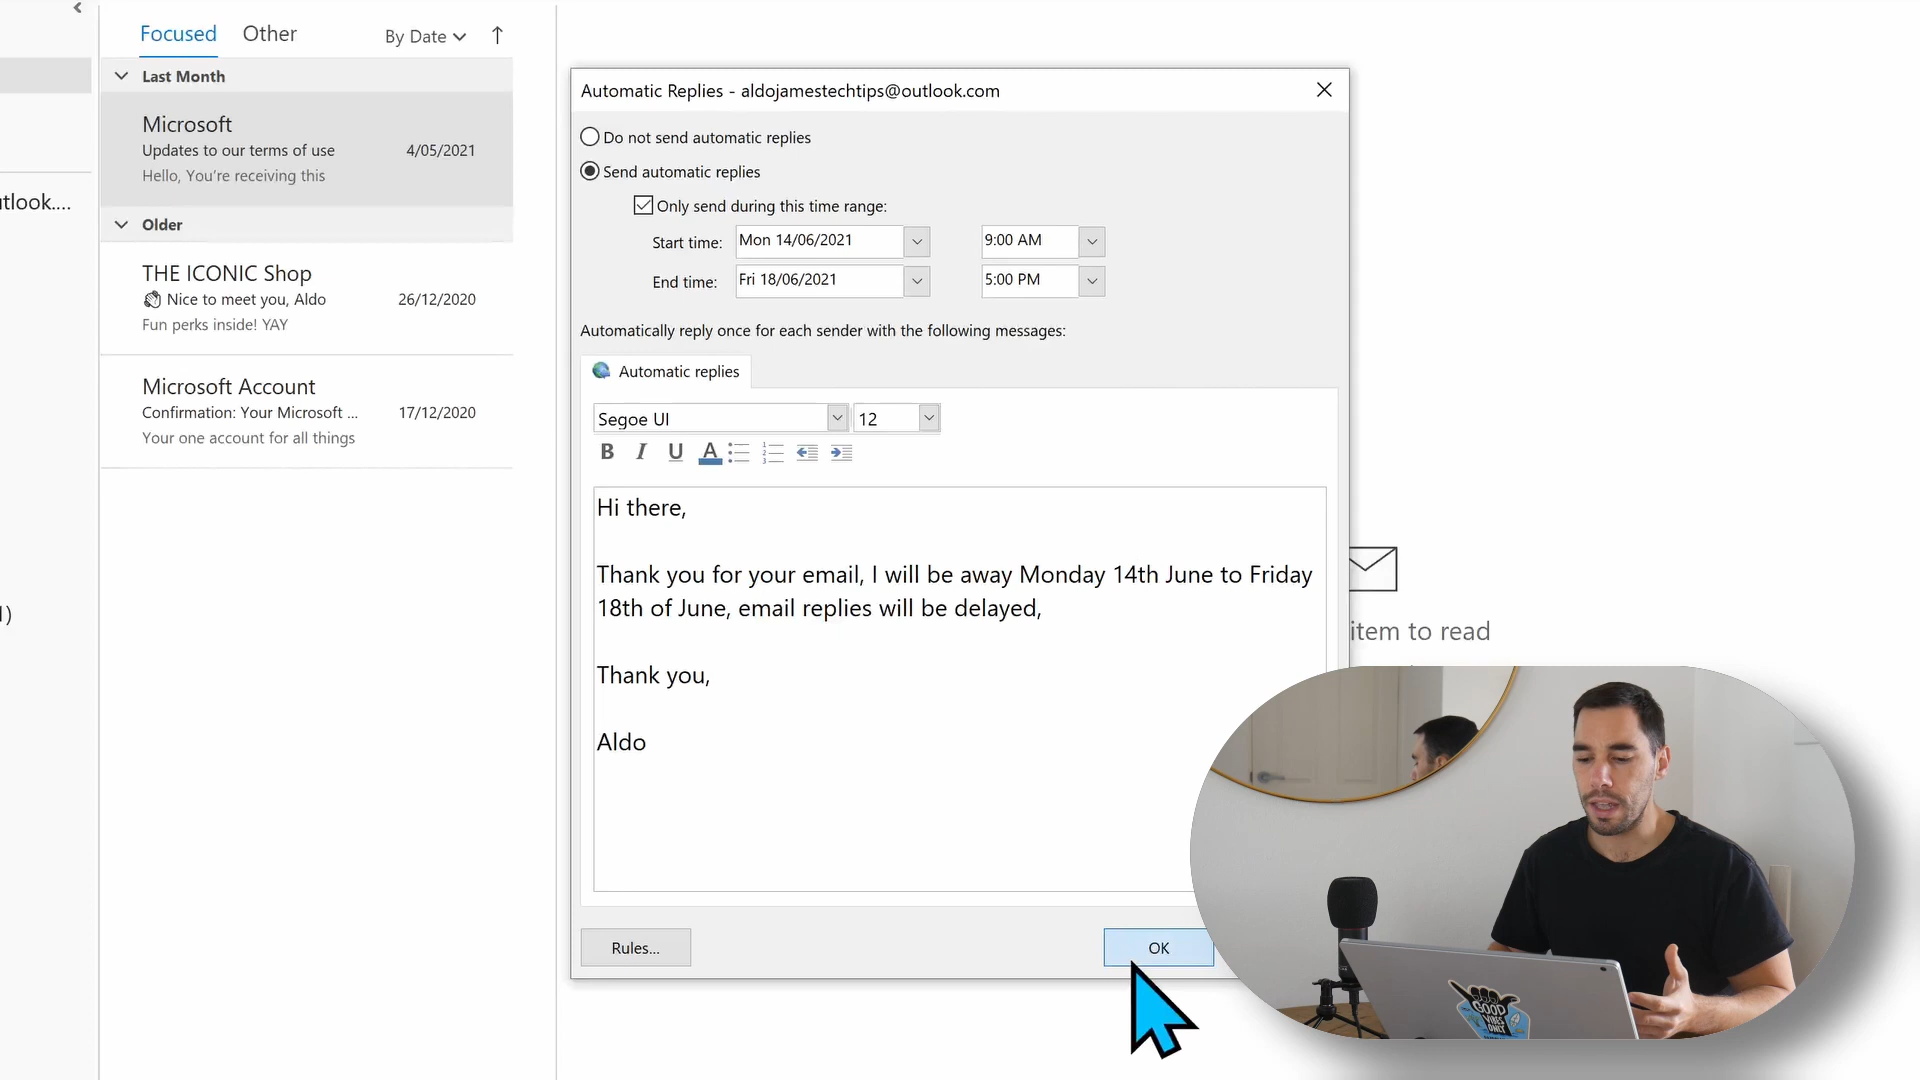 Focused
Other
By Date
Last Month
Microsoft
Updates to our terms of use 4/05/2021
Hello, You're receiving this
Older
THE ICONIC Shop
Nice to meet you, Aldo 26/12/2020
Fun perks inside! YAY
Microsoft Account
Confirmation: Your Microsoft ... 17/12/2020
Your one account for all things
utlook....
1)
Automatic Replies - aldojamestechtips@outlook.com
Do not send automatic replies
Send automatic replies
Only send during this time range:
Start time: Mon 14/06/2021 9:00 AM
End time: Fri 18/06/2021 5:00 PM
Automatically reply once for each sender with the following messages:
Automatic replies
Segoe UI 12
B I U A
Hi there,
Thank you for your email, I will be away Monday 14th June to Friday
18th of June, email replies will be delayed,
Thank you,
Aldo
Rules...
OK
item to read
GOOD
VIBES
ONLY